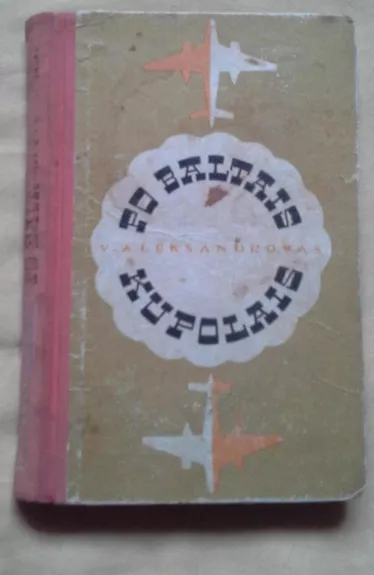 PO BALTAIS
V. ALEKSANDROVAS
KUPOLAIS